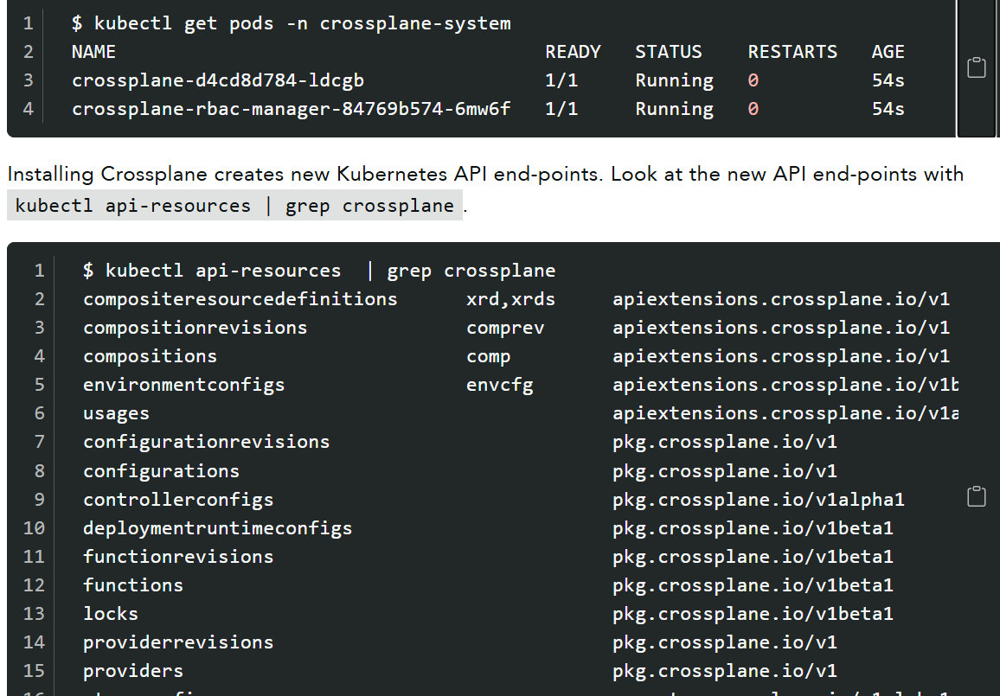 1 $ kubectl get pods -n crossplane-system
2 NAME READY STATUS RESTARTS AGE
3 crossplane-d4cd8d784-ldcgb 1/1 Running 0 54s
4 crossplane-rbac-manager-84769b574-6mw6f 1/1 Running 0 54s
Installing Crossplane creates new Kubernetes API end-points. Look at the new API end-points with
kubectl api-resources | grep crossplane.
1 $ kubectl api-resources | grep crossplane
2 compositeresourcedefinitions xrd,xrds apiextensions.crossplane.io/v1
3 compositionrevisions comprev apiextensions.crossplane.io/v1
4 compositions comp apiextensions.crossplane.io/v1
5 environmentconfigs envcfg apiextensions.crossplane.io/v1b
6 usages apiextensions.crossplane.io/v1a
7 configurationrevisions pkg.crossplane.io/v1
8 configurations pkg.crossplane.io/v1
9 controllerconfigs pkg.crossplane.io/v1alpha1
10 deploymentruntimeconfigs pkg.crossplane.io/v1beta1
11 functionrevisions pkg.crossplane.io/v1beta1
12 functions pkg.crossplane.io/v1beta1
13 locks pkg.crossplane.io/v1beta1
14 providerrevisions pkg.crossplane.io/v1
15 providers pkg.crossplane.io/v1